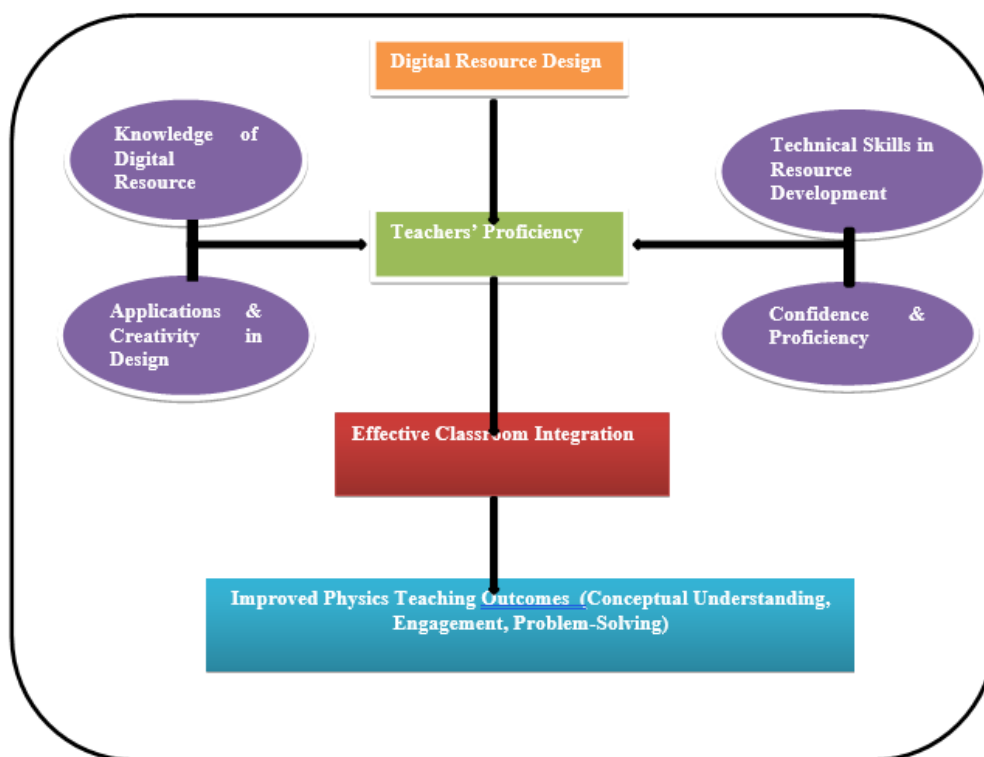 Digital Resource Design
Knowledge of
Digital
Resource
Technical Skills in
Resource
Development
Teachers’ Proficiency
Applications &
Creativity in
Design
Confidence &
Proficiency
Effective Classroom Integration
Improved Physics Teaching Outcomes (Conceptual Understanding,
Engagement, Problem-Solving)